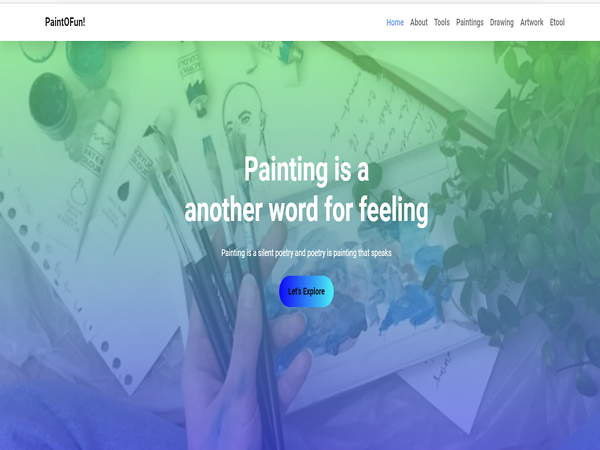 PaintOFun!
Home About Tools Paintings Drawing Artwork Etool
Painting is a
another word for feeling
Painting is a silent poetry and poetry is painting that speaks
Let's Explore